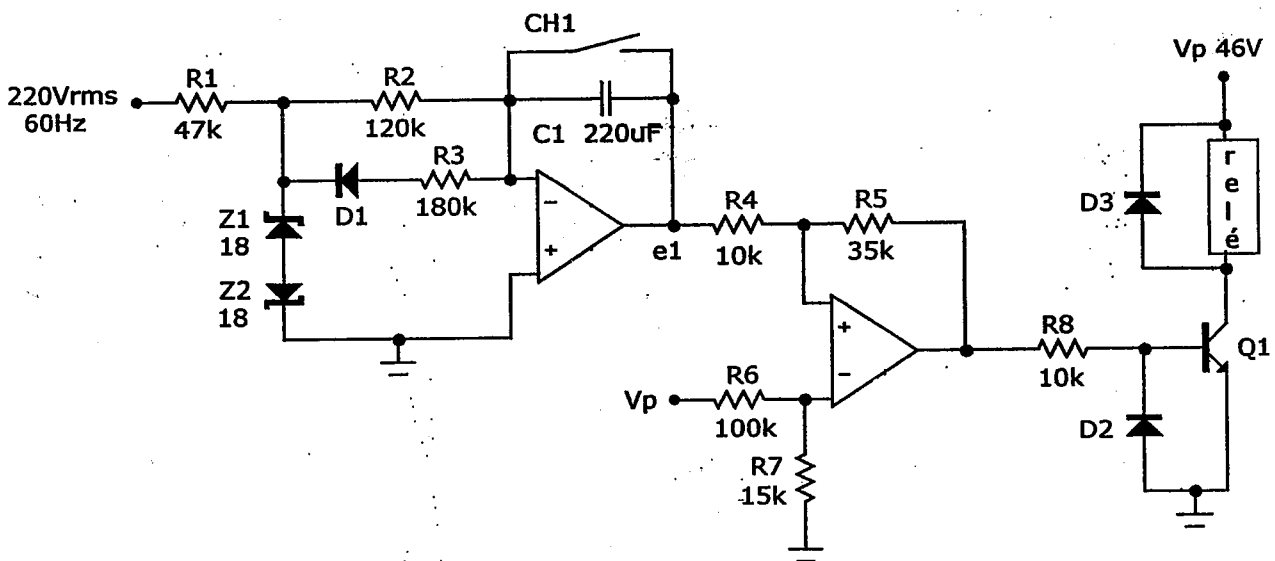 CH1
Vp 46V
R1
R2
220Vrms
60Hz
47k
120k
C1 220uF
R3
180k
D1
Z1
18
Z2
18
−
+
e1
R4
10k
R5
35k
D3
relé
+
−
R8
10k
Q1
Vp
R6
100k
R7
15k
D2